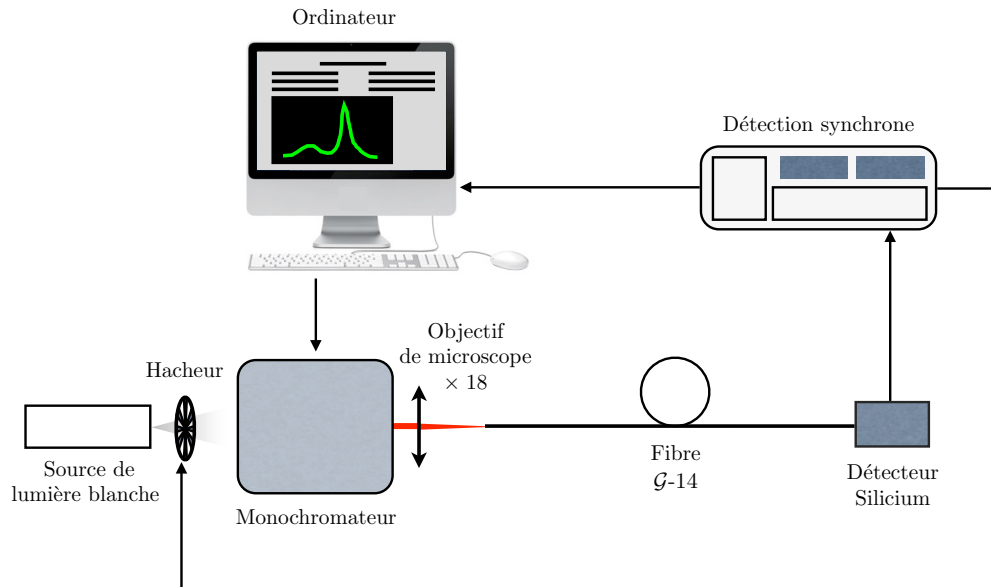 Ordinateur
Détection synchrone
Objectif
de microscope
× 18
Hacheur
Source de
lumière blanche
Monochromateur
Fibre
𝒢-14
Détecteur
Silicium